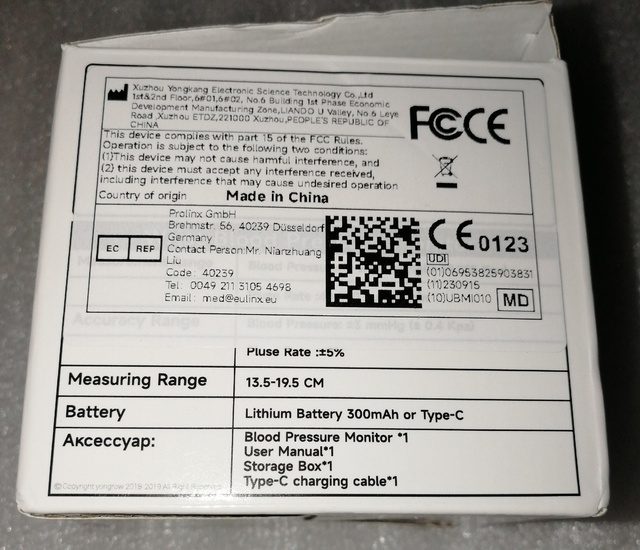 Xuzhou Yongkang Electronic Science Technology Co.,Ltd
1st&2nd Floor,6#01,6#02, No.6 Building 1st Phase Economic
Development Manufacturing Zone,LIANDO U Valley, No.6 Leye
Road ,Xuzhou ETDZ,221000 Xuzhou,PEOPLE'S REPUBLIC OF
CHINA
FC CE
This device complies with part 15 of the FCC Rules.
Operation is subject to the following two conditions:
(1)This device may not cause harmful interference, and
(2) this device must accept any interference received,
including interference that may cause undesired operation
Country of origin Made in China
EC REP
Prolinx GmbH
Brehmstr. 56, 40239 Düsseldorf
Germany
Contact Person:Mr. Nianzhuang
Liu
Code: 40239
Tel: 0049 211 3105 4698
Email: med@eulinx.eu
CE 0123
UDI
(01)06953825903831
(11)230915
(10)UBMI010
MD
Accuracy Range
Pluse Rate :±5%
Measuring Range 13.5-19.5 CM
Battery Lithium Battery 300mAh or Type-C
Аксессуар: Blood Pressure Monitor *1
User Manual*1
Storage Box*1
Type-C charging cable*1